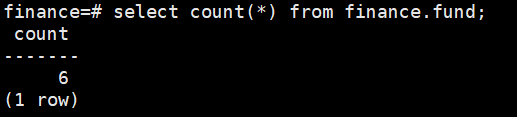 finance=# select count(*) from finance.fund;
 count
-------
     6
(1 row)